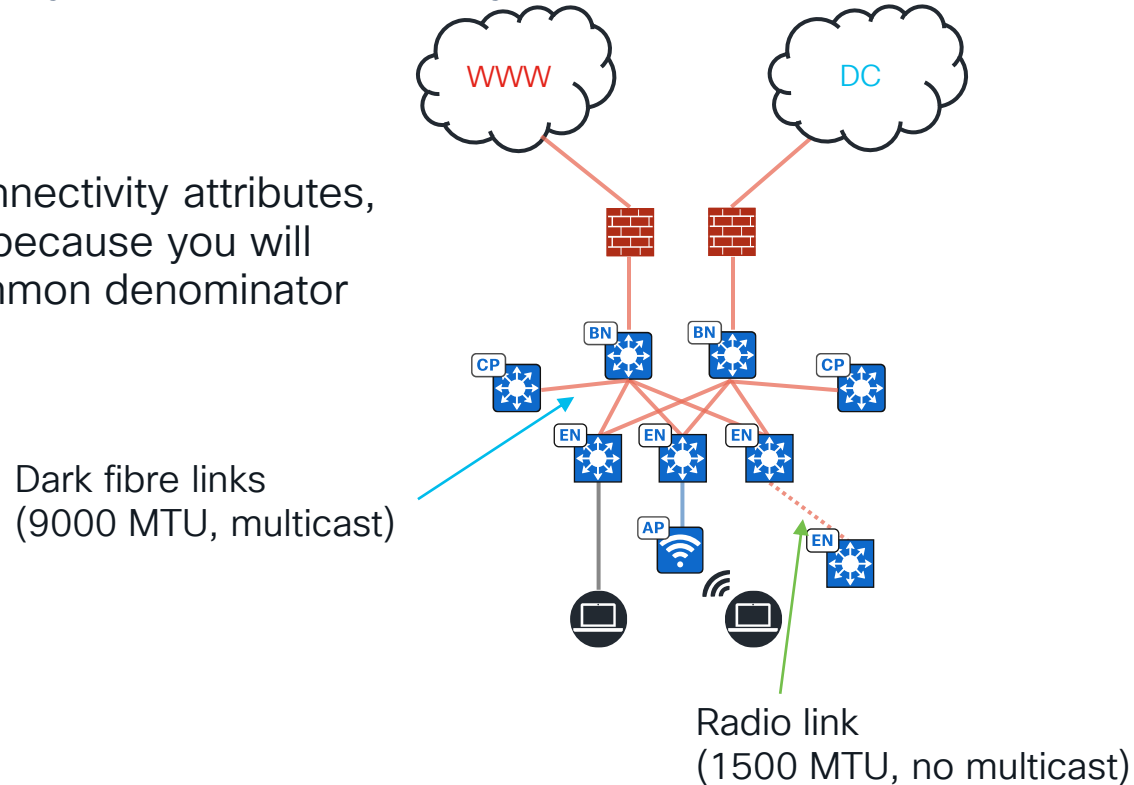 WWW
DC
nnectivity attributes,
because you will
nmon denominator
BN
BN
CP
CP
EN
EN
EN
Dark fibre links
(9000 MTU, multicast)
AP
EN
Radio link
(1500 MTU, no multicast)